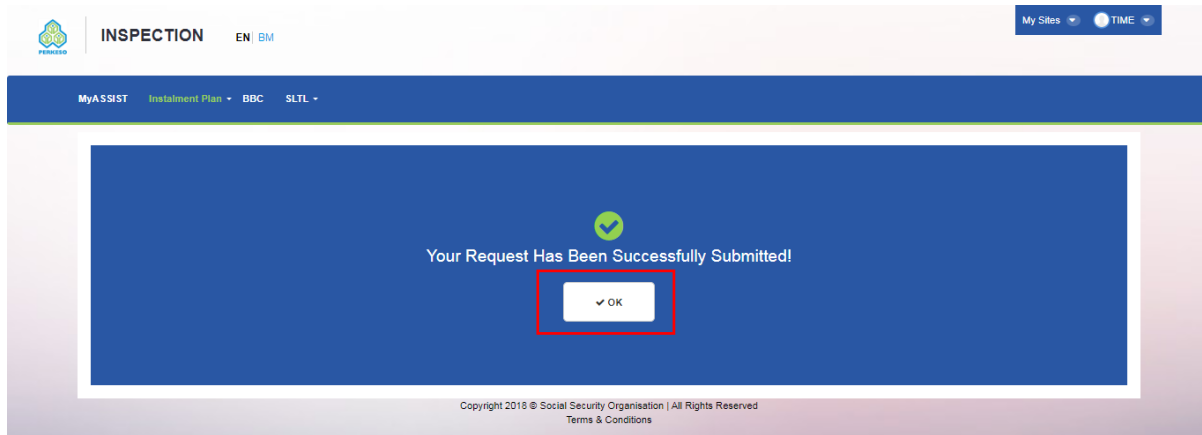 PERKESO
INSPECTION EN| BM
My Sites TIME
MyASSIST Instalment Plan BBC SLTL
Your Request Has Been Successfully Submitted!
OK
Copyright 2018 © Social Security Organisation | All Rights Reserved
Terms & Conditions